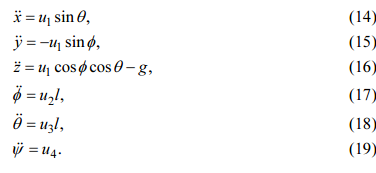 ẍ = u₁ sin θ, (14)
ÿ = −u₁ sin ϕ, (15)
z̈ = u₁ cos ϕ cos θ − g, (16)
ϕ̈ = u₂l, (17)
θ̈ = u₃l, (18)
ψ̈ = u₄. (19)